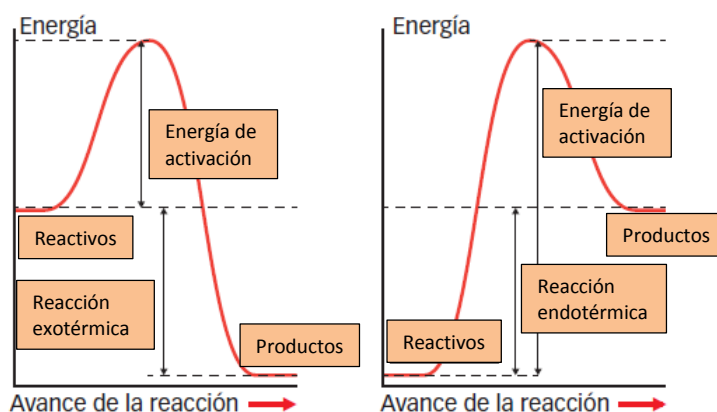 Energía
Energía de
activación
Reactivos
Reacción
exotérmica
Productos
Avance de la reacción
Energía
Energía de
activación
Productos
Reacción
endotérmica
Reactivos
Avance de la reacción